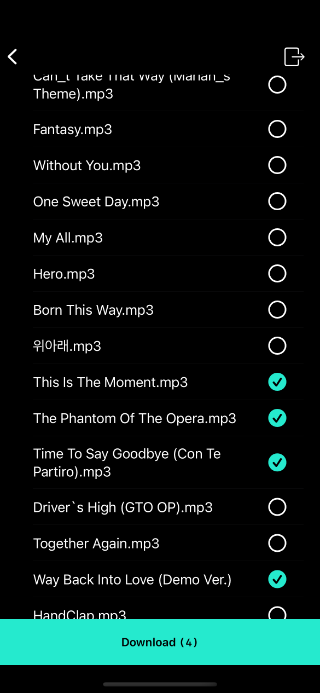 Can_t Take That Way (Mariah_s
Theme).mp3
Fantasy.mp3
Without You.mp3
One Sweet Day.mp3
My All.mp3
Hero.mp3
Born This Way.mp3
위아래.mp3
This Is The Moment.mp3
The Phantom Of The Opera.mp3
Time To Say Goodbye (Con Te
Partiro).mp3
Driver`s High (GTO OP).mp3
Together Again.mp3
Way Back Into Love (Demo Ver.)
HandClap.mp3
Download (4)